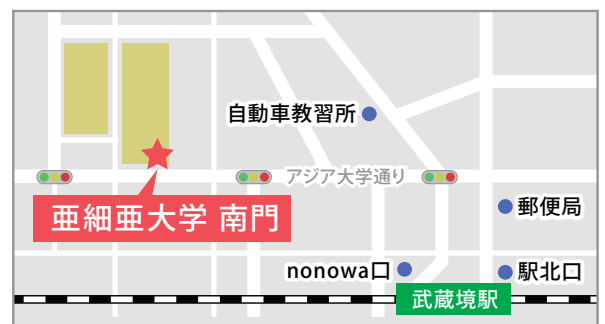 自動車教習所
アジア大学通り
亜細亜大学 南門
郵便局
nonowa口
駅北口
武蔵境駅